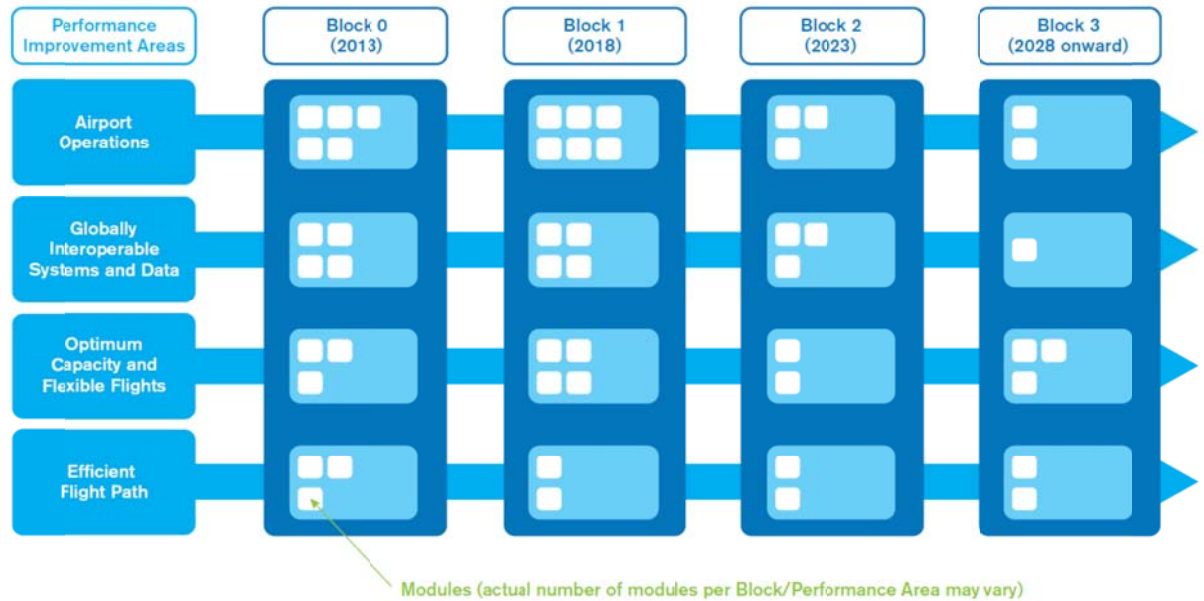 Performance
Improvement Areas
Block 0
(2013)
Block 1
(2018)
Block 2
(2023)
Block 3
(2028 onward)
Airport
Operations
Globally
Interoperable
Systems and Data
Optimum
Capacity and
Flexible Flights
Efficient
Flight Path
Modules (actual number of modules per Block/Performance Area may vary)